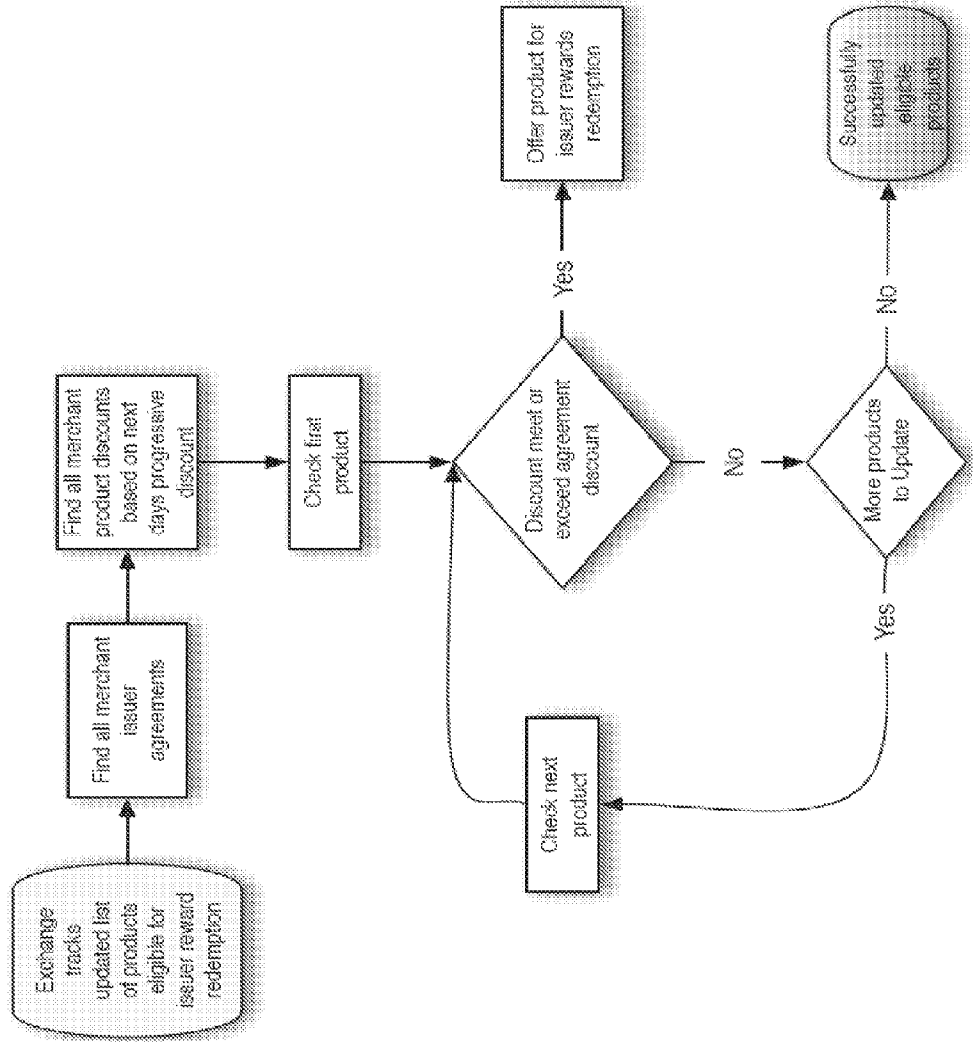 Exchange
tracks
updated list
of products
eligible for
issuer reward
redemption
Find all merchant
issuer
agreements
Find all merchant
product discounts
based on next
days progressive
discount
Check first
product
Discount meet or
exceed agreement
discount
Yes
Offer product for
issuer rewards
redemption
No
More products
to Update
No
Successfully
updated
eligible
products
Yes
Check next
product